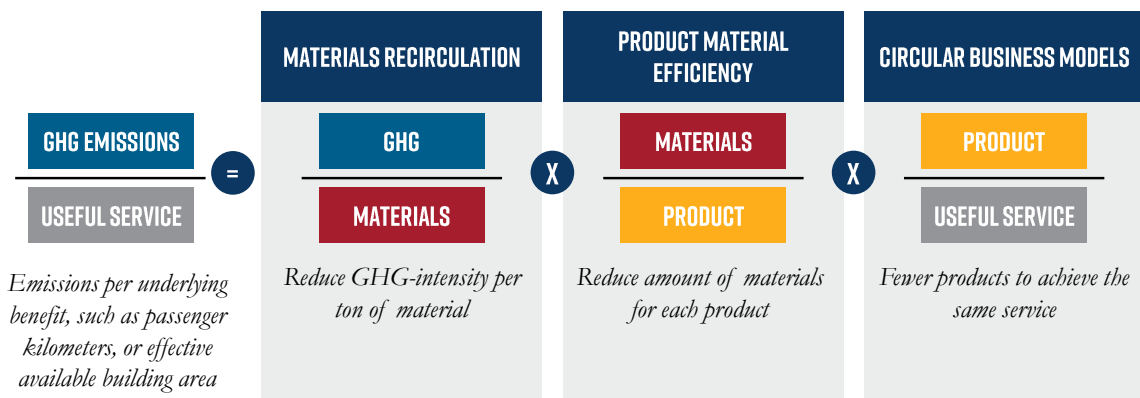 GHG EMISSIONS
USEFUL SERVICE
Emissions per underlying
benefit, such as passenger
kilometers, or effective
available building area
=
MATERIALS RECIRCULATION
GHG
MATERIALS
Reduce GHG-intensity per
ton of material
X
PRODUCT MATERIAL
EFFICIENCY
MATERIALS
PRODUCT
Reduce amount of materials
for each product
X
CIRCULAR BUSINESS MODELS
PRODUCT
USEFUL SERVICE
Fewer products to achieve the
same service